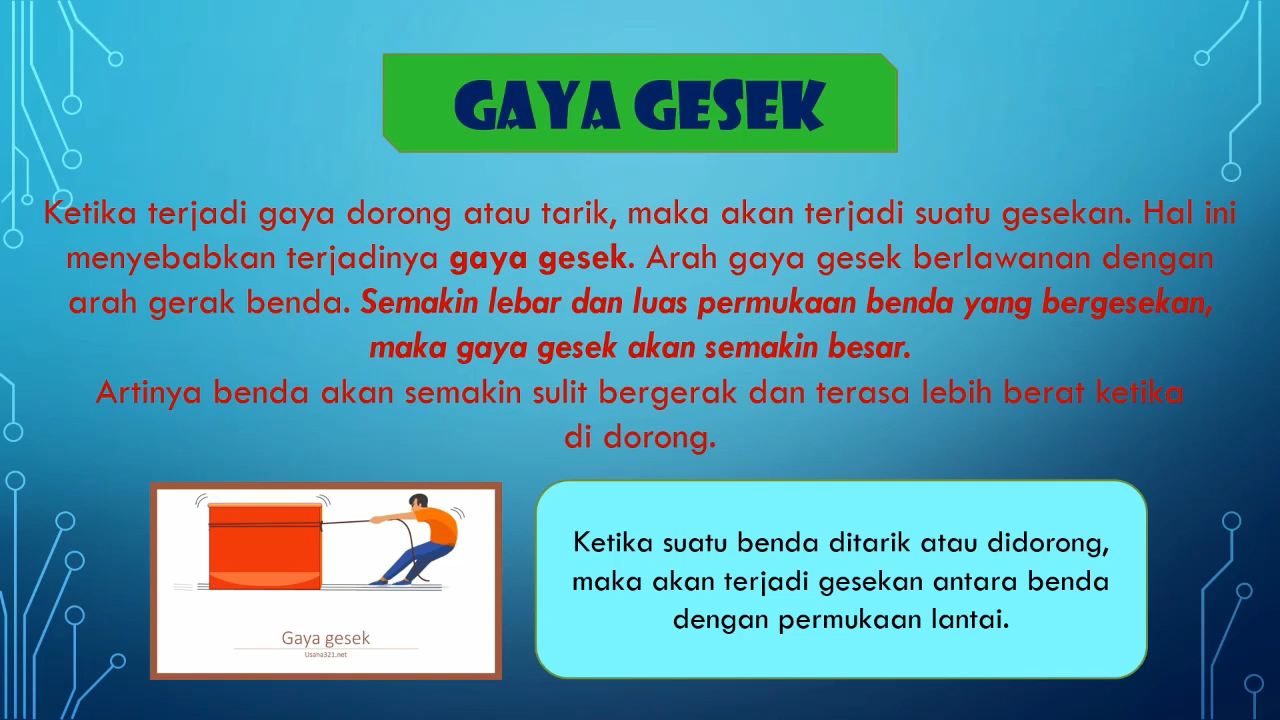 GAYA GESEK
Ketika terjadi gaya dorong atau tarik, maka akan terjadi suatu gesekan. Hal ini
menyebabkan terjadinya gaya gesek. Arah gaya gesek berlawanan dengan
arah gerak benda. Semakin lebar dan luas permukaan benda yang bergesekan,
maka gaya gesek akan semakin besar.
Artinya benda akan semakin sulit bergerak dan terasa lebih berat ketika
di dorong.
Gaya gesek
Usaha321.net
Ketika suatu benda ditarik atau didorong,
maka akan terjadi gesekan antara benda
dengan permukaan lantai.